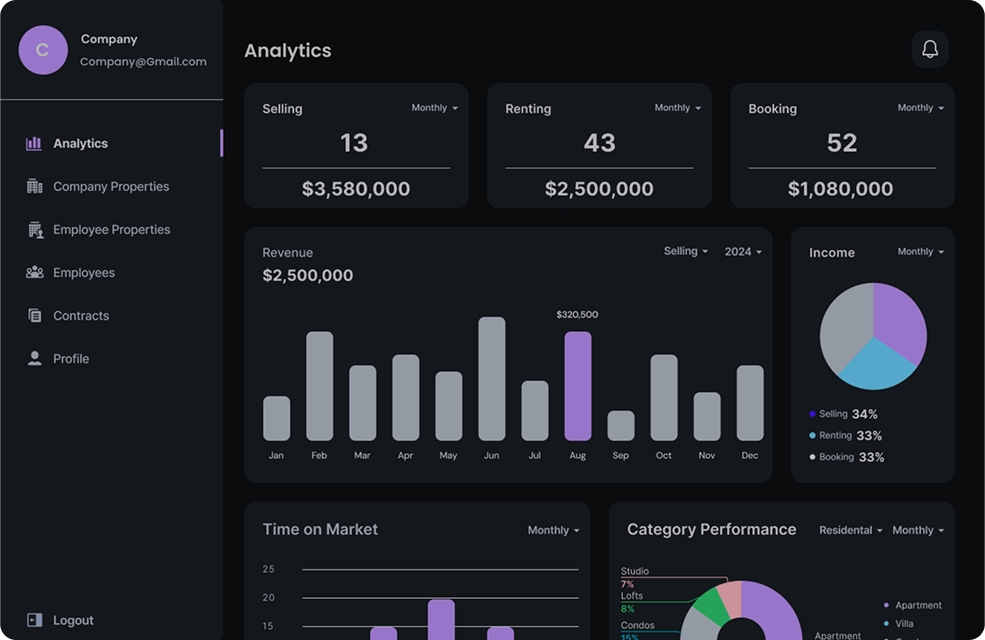 C
Company
Company@Gmail.com
Analytics
Company Properties
Employee Properties
Employees
Contracts
Profile
Logout
Analytics
Selling Monthly
13
$3,580,000
Renting Monthly
43
$2,500,000
Booking Monthly
52
$1,080,000
Revenue Selling 2024
$2,500,000
$320,500
Jan Feb Mar Apr May Jun Jul Aug Sep Oct Nov Dec
Income Monthly
Selling 34%
Renting 33%
Booking 33%
Time on Market Monthly
25
20
15
Category Performance Residental Monthly
Studio
7%
Lofts
8%
Condos
15%
Apartment
Apartment
Villa